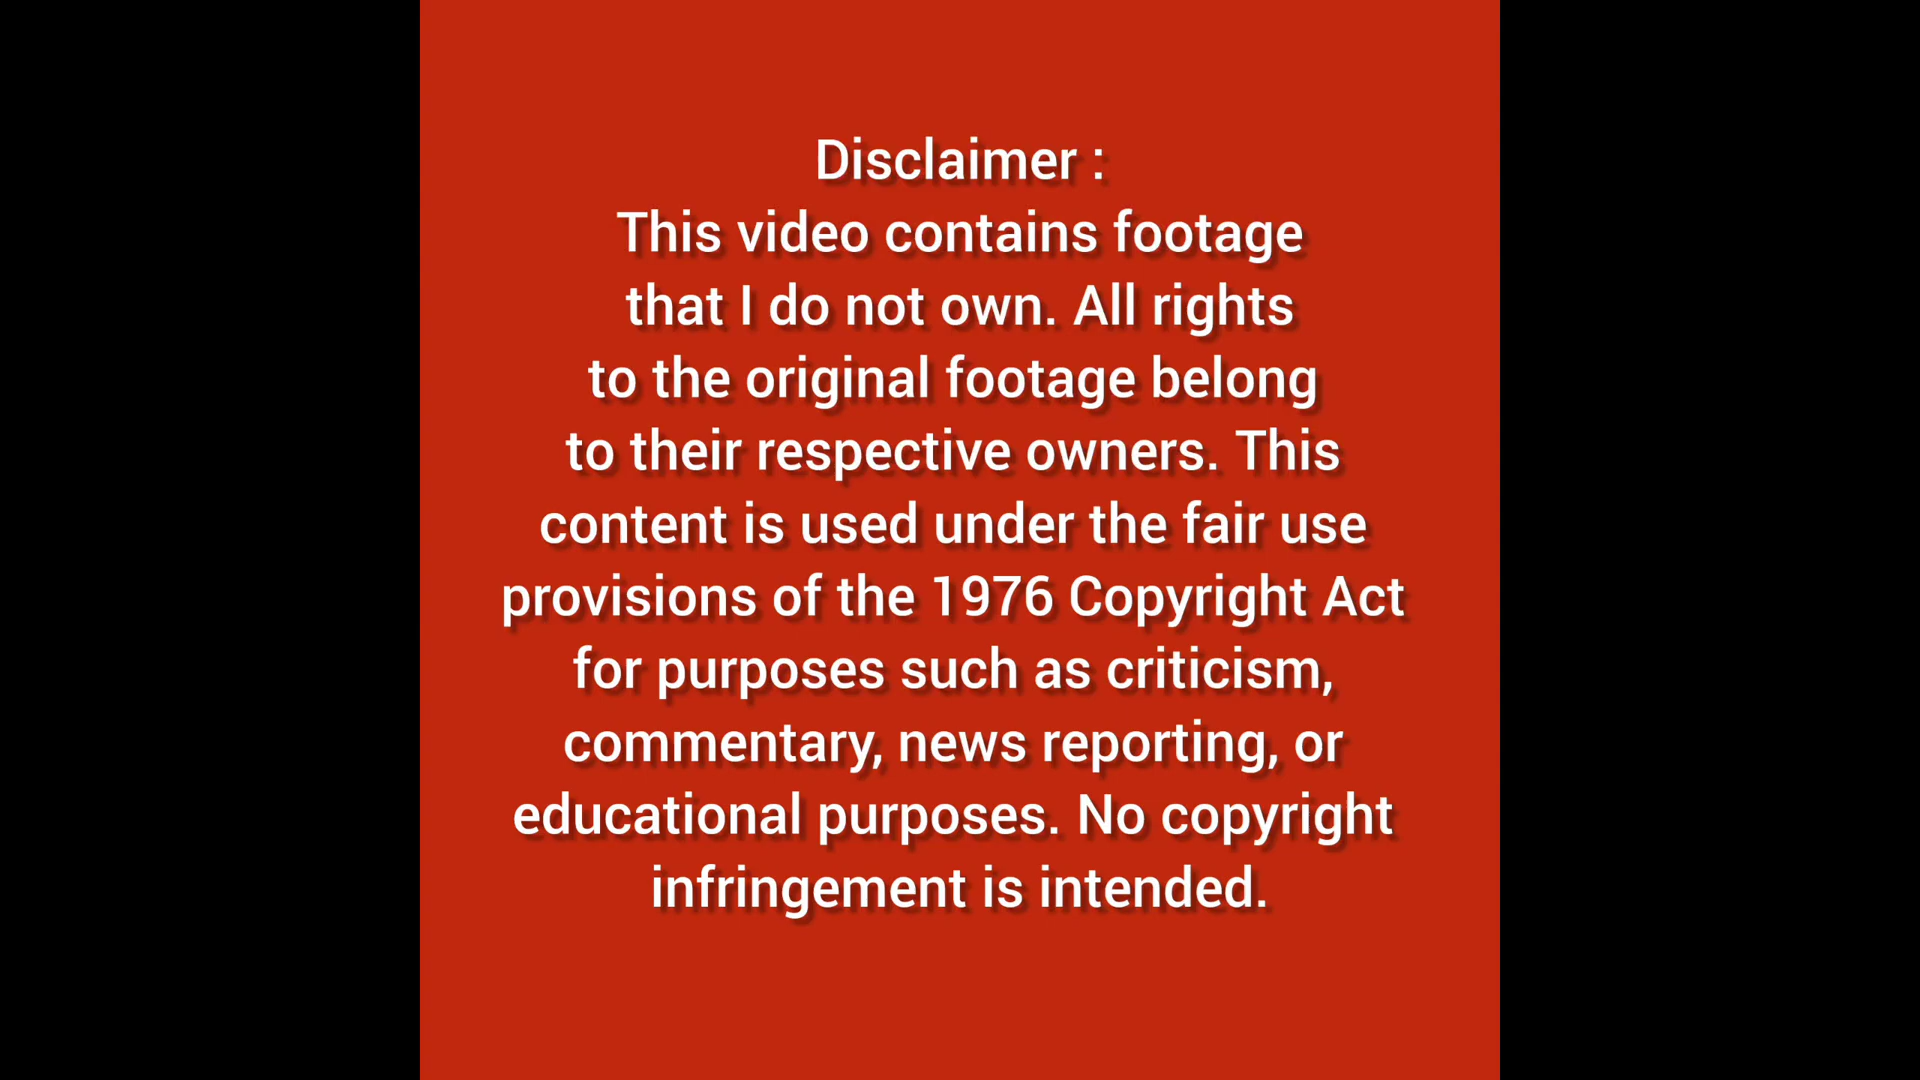 Disclaimer :
This video contains footage
that I do not own. All rights
to the original footage belong
to their respective owners. This
content is used under the fair use
provisions of the 1976 Copyright Act
for purposes such as criticism,
commentary, news reporting, or
educational purposes. No copyright
infringement is intended.